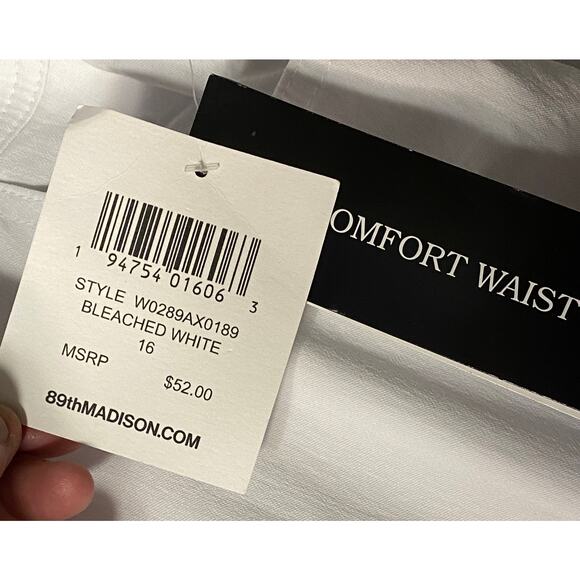 1 94754 01606 3
STYLE W0289AX0189
BLEACHED WHITE
16
MSRP $52.00
89thMADISON.COM
OMFORT WAIST